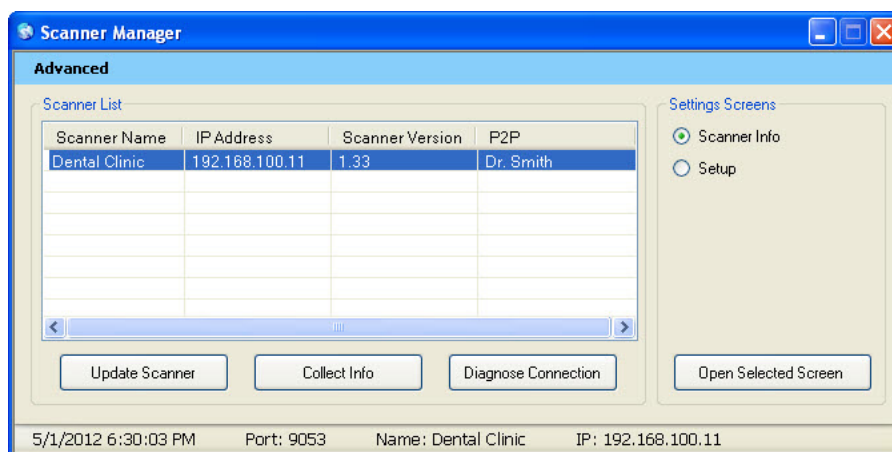 Scanner Manager
Advanced
Scanner List
Scanner Name IP Address Scanner Version P2P
Dental Clinic 192.168.100.11 1.33 Dr. Smith
Update Scanner Collect Info Diagnose Connection
Settings Screens
Scanner Info
Setup
Open Selected Screen
5/1/2012 6:30:03 PM Port: 9053 Name: Dental Clinic IP: 192.168.100.11